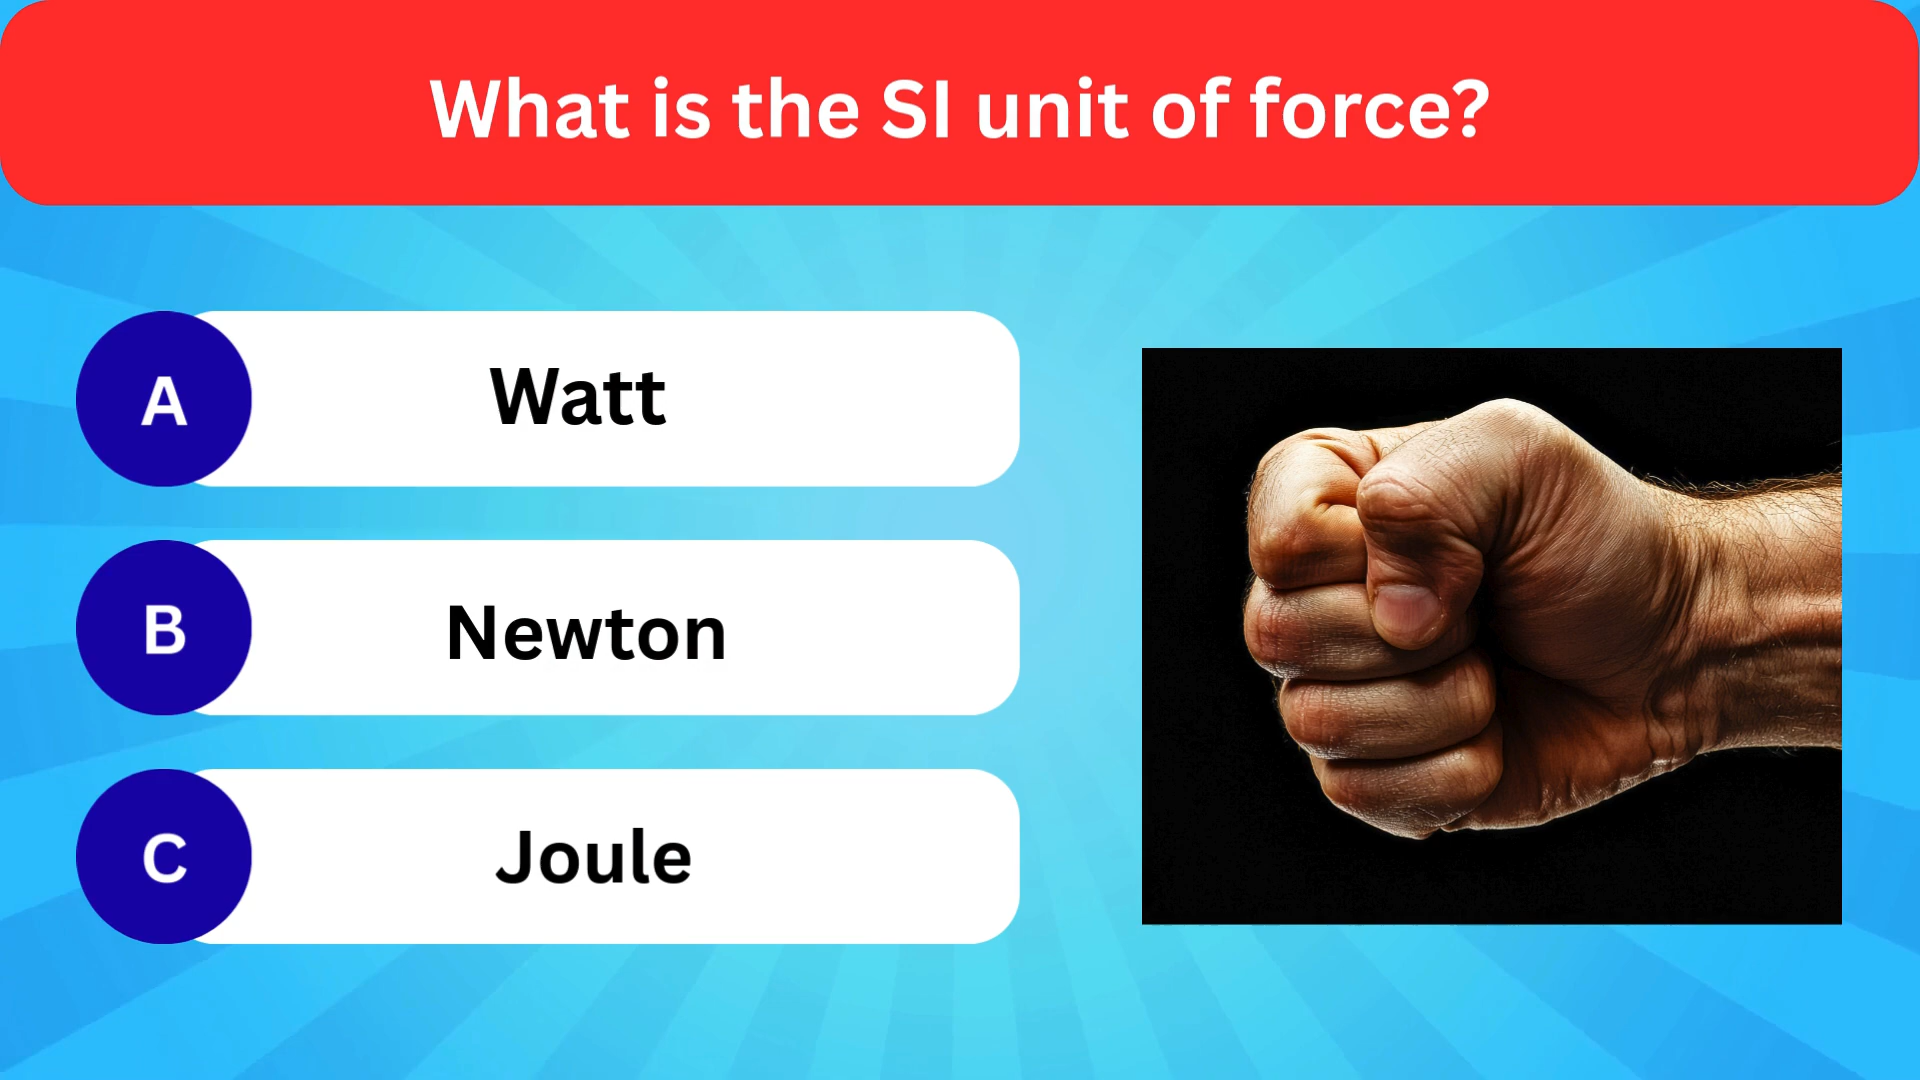 What is the SI unit of force?
A
Watt
B
Newton
C
Joule